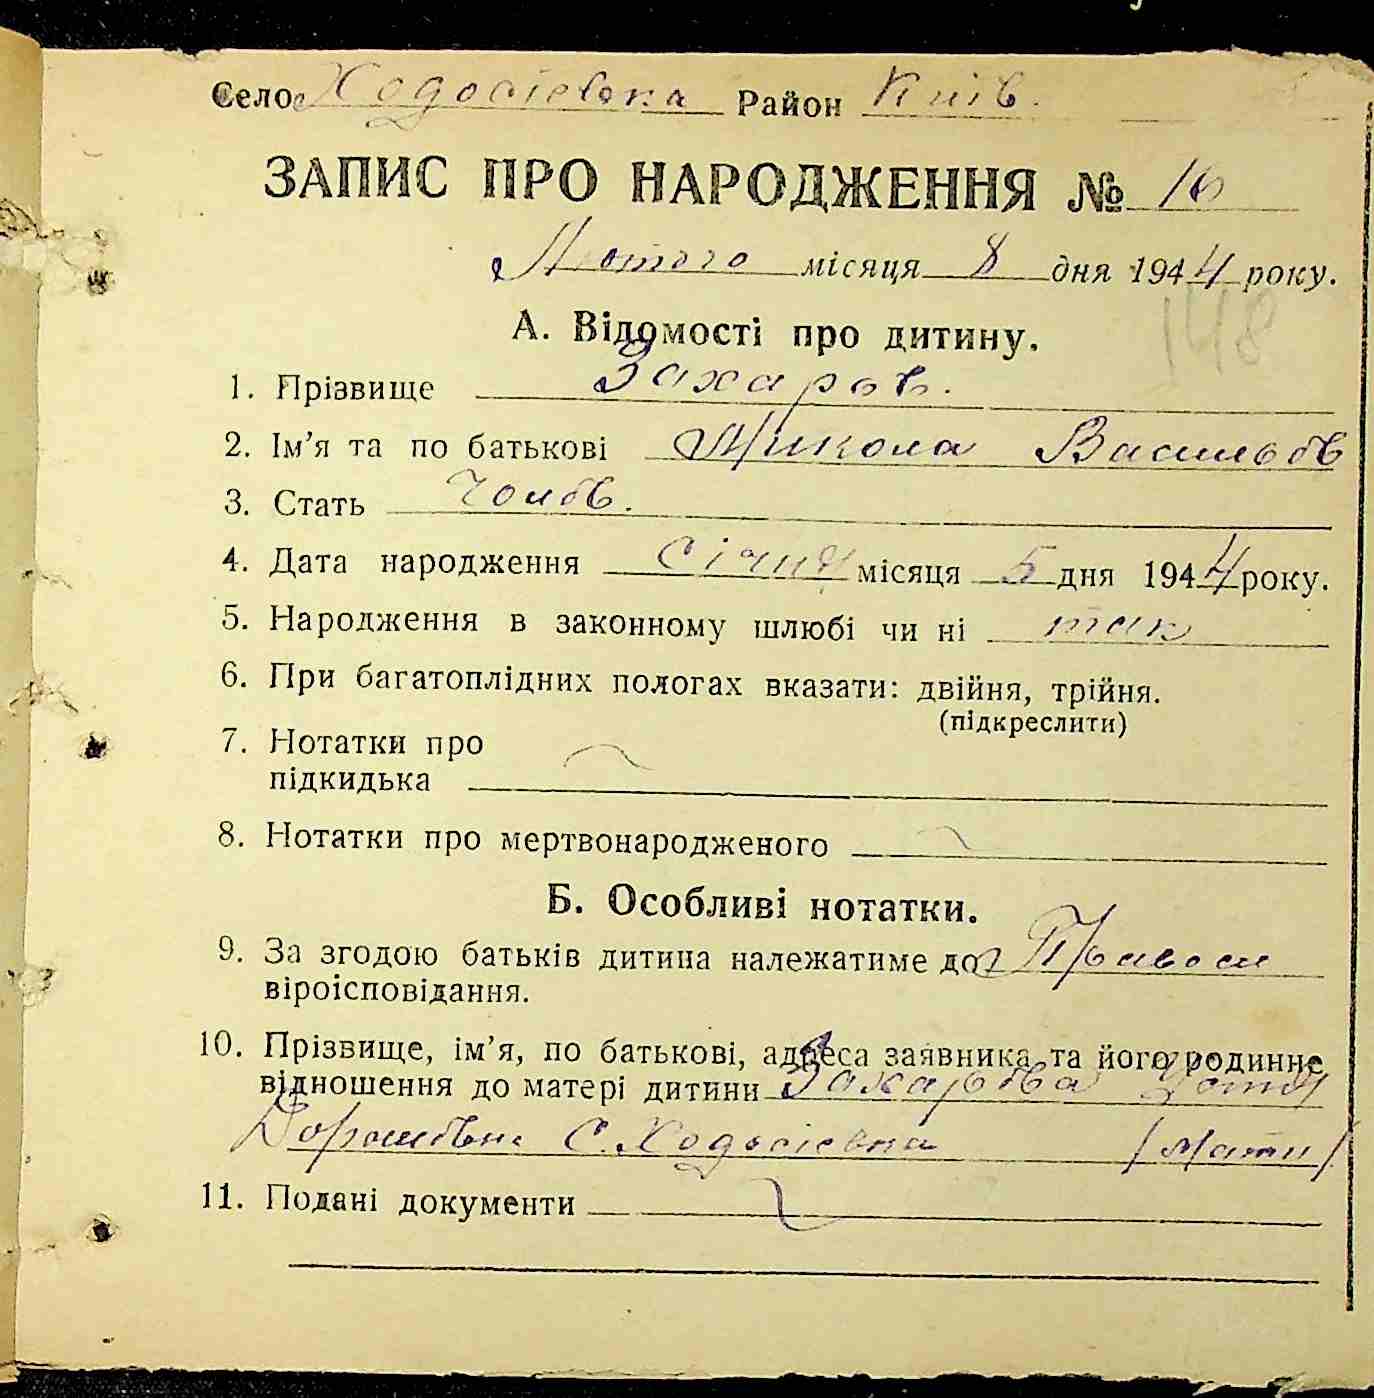 Село Ходосіевка Район Київ.
ЗАПИС ПРО НАРОДЖЕННЯ № 16
Лютого місяця 8 дня 1944 року.
148
А. Відомості про дитину.
1. Прізвище Захаров.
2. Ім'я та по батькові Микола Васильов
3. Стать чолов.
4. Дата народження Січня місяця 5 дня 1944 року.
5. Народження в законному шлюбі чи ні так
6. При багатоплідних пологах вказати: двійня, трійня.
(підкреслити)
7. Нотатки про
підкидька
8. Нотатки про мертвонародженого
Б. Особливі нотатки.
9. За згодою батьків дитина належатиме до Правосл
віроісповідання.
10. Прізвище, ім'я, по батькові, адреса заявника та його родинне
відношення до матері дитини Захарова
С. Ходосіевка /мати/
11. Подані документи